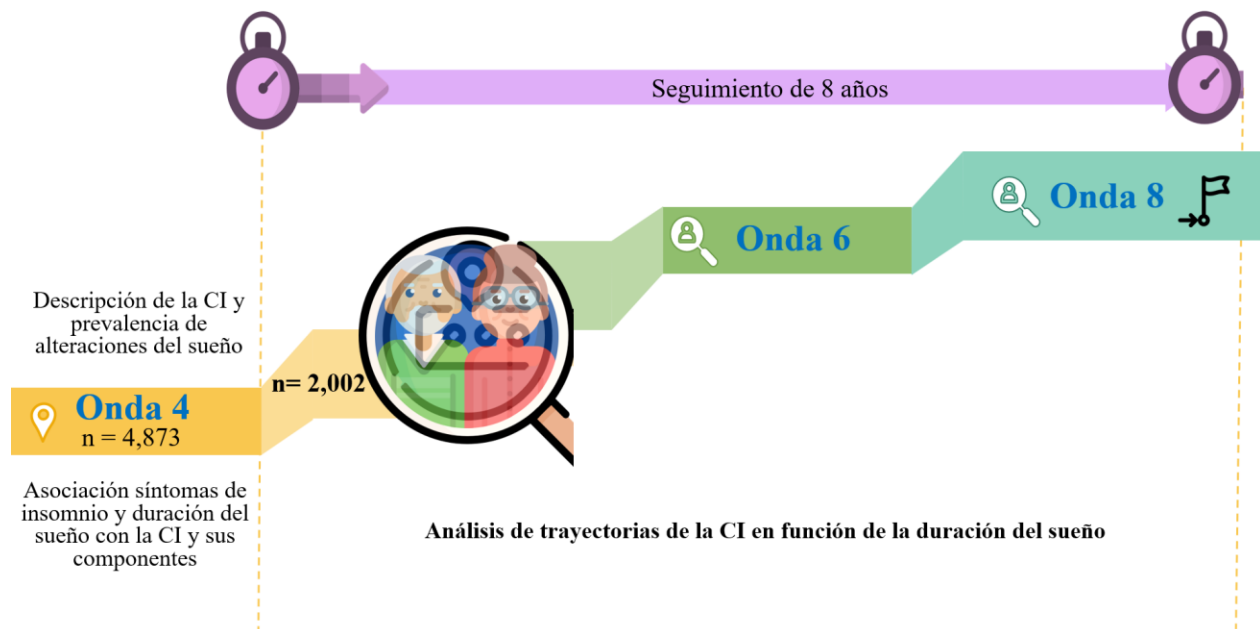 Seguimiento de 8 años
Onda 8
Onda 6
Descripción de la CI y
prevalencia de
alteraciones del sueño
n= 2,002
Onda 4
n = 4,873
Asociación síntomas de
insomnio y duración del
sueño con la CI y sus
componentes
Análisis de trayectorias de la CI en función de la duración del sueño